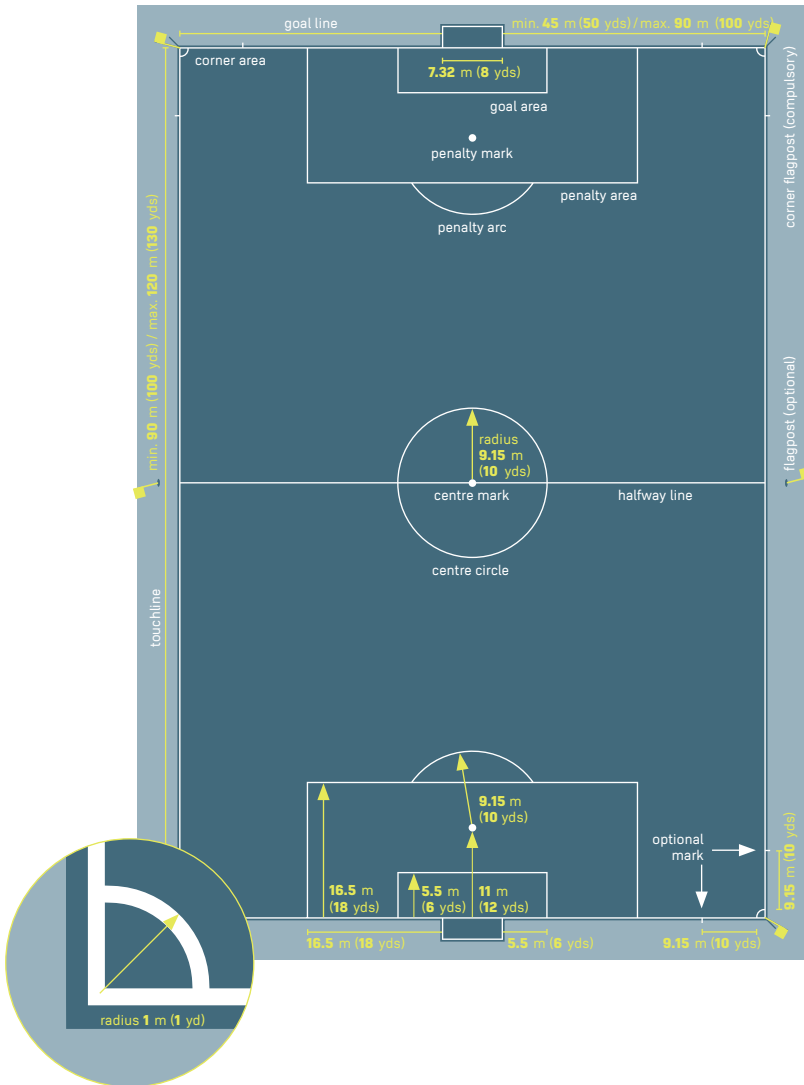 goal line
min. 45 m (50 yds) / max. 90 m (100 yds)
corner area
7.32 m (8 yds)
goal area
penalty mark
penalty area
penalty arc
corner flagpost (compulsory)
min. 90 m (100 yds) / max. 120 m (130 yds)
radius
9.15 m
(10 yds)
flagpost (optional)
centre mark
halfway line
centre circle
touchline
9.15 m
(10 yds)
optional
mark
9.15 m (10 yds)
16.5 m
(18 yds)
5.5 m
(6 yds)
11 m
(12 yds)
16.5 m (18 yds)
5.5 m (6 yds)
9.15 m (10 yds)
radius 1 m (1 yd)